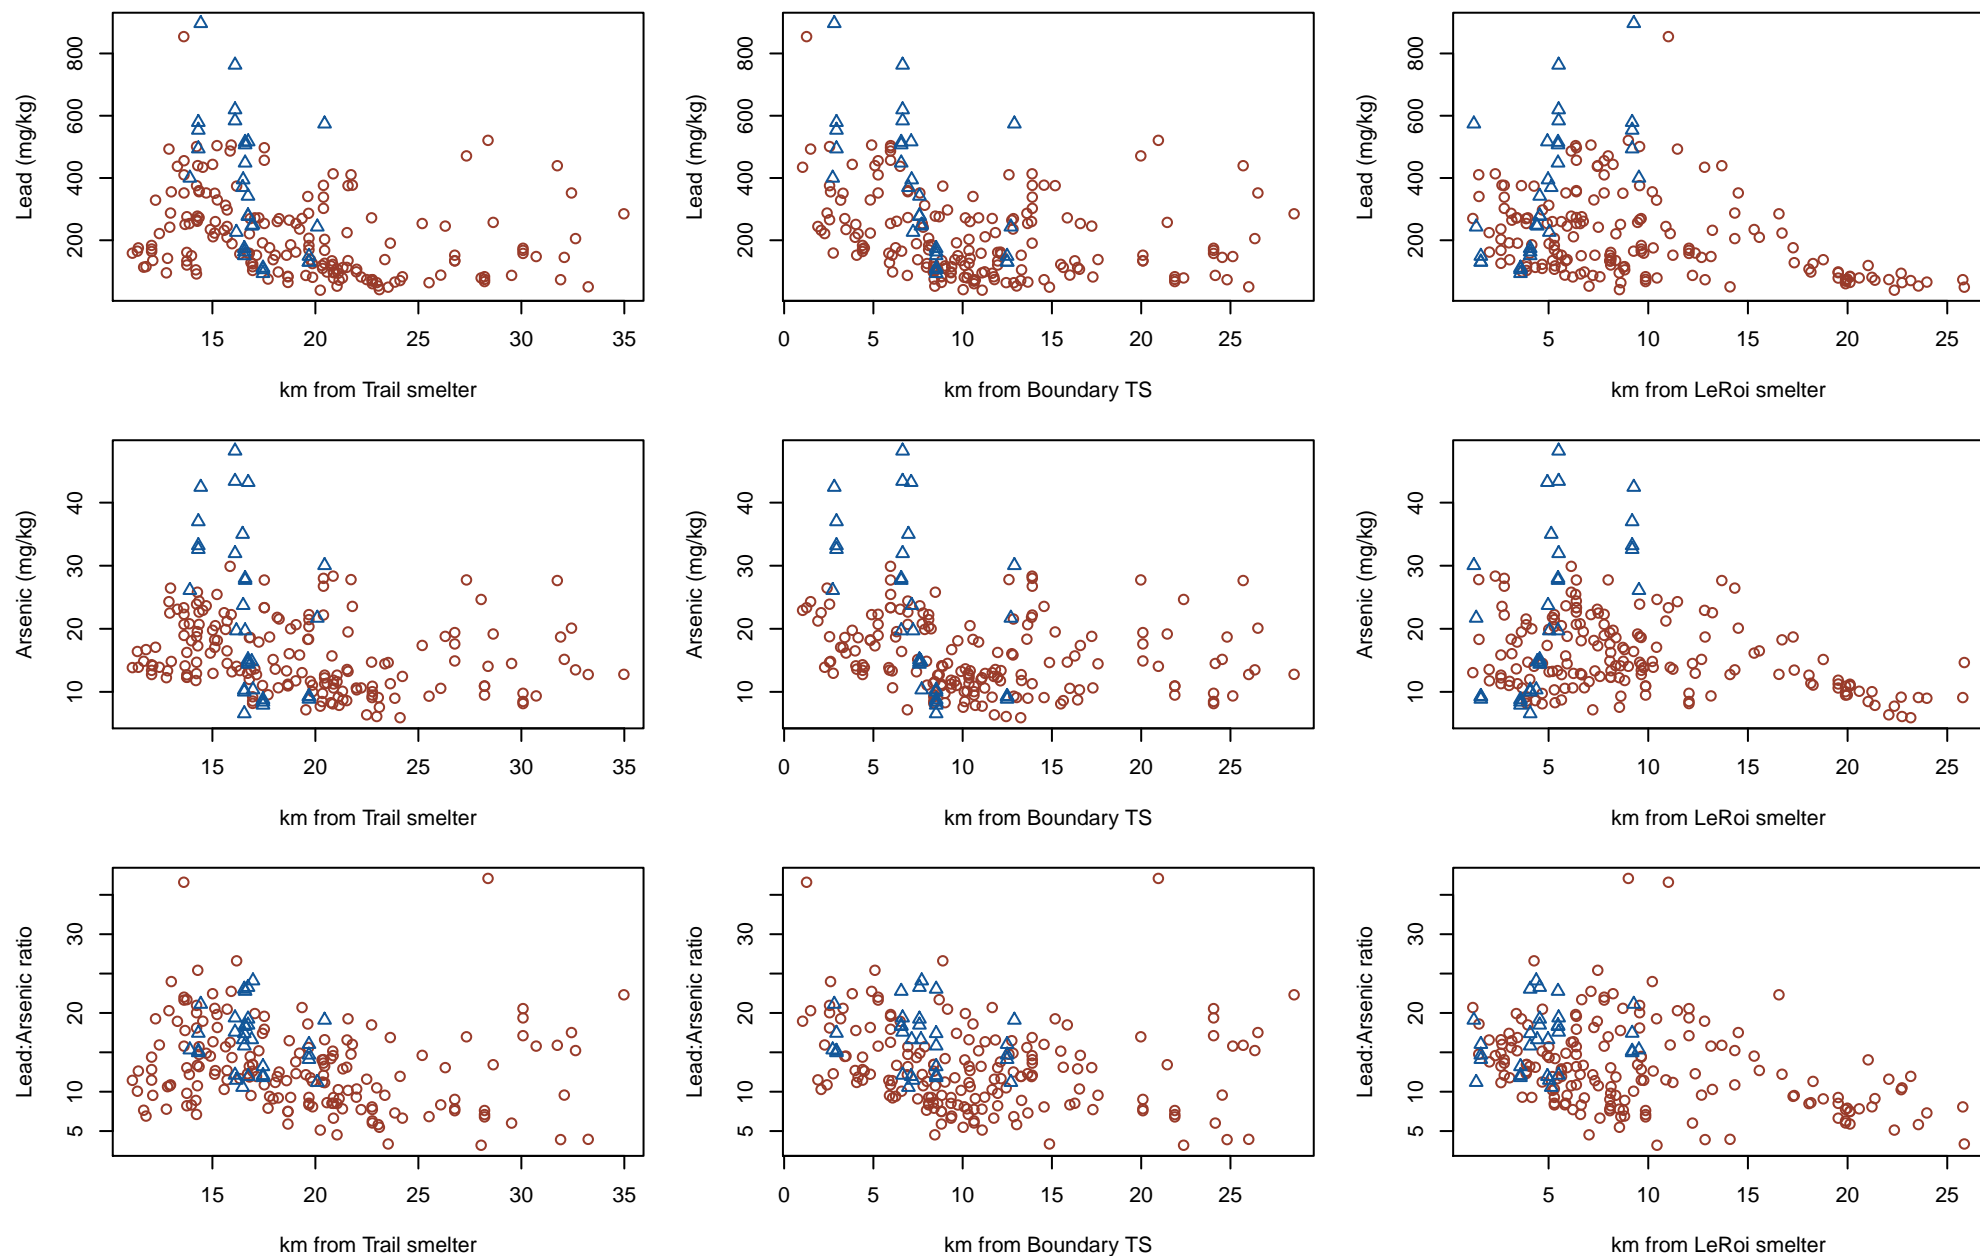 Lead (mg/kg)
200 400 600 800
15 20 25 30 35
km from Trail smelter
Lead (mg/kg)
200 400 600 800
0 5 10 15 20 25
km from Boundary TS
Lead (mg/kg)
200 400 600 800
5 10 15 20 25
km from LeRoi smelter
Arsenic (mg/kg)
10 20 30 40
15 20 25 30 35
km from Trail smelter
Arsenic (mg/kg)
10 20 30 40
0 5 10 15 20 25
km from Boundary TS
Arsenic (mg/kg)
10 20 30 40
5 10 15 20 25
km from LeRoi smelter
Lead:Arsenic ratio
5 10 20 30
15 20 25 30 35
km from Trail smelter
Lead:Arsenic ratio
5 10 20 30
0 5 10 15 20 25
km from Boundary TS
Lead:Arsenic ratio
5 10 20 30
5 10 15 20 25
km from LeRoi smelter